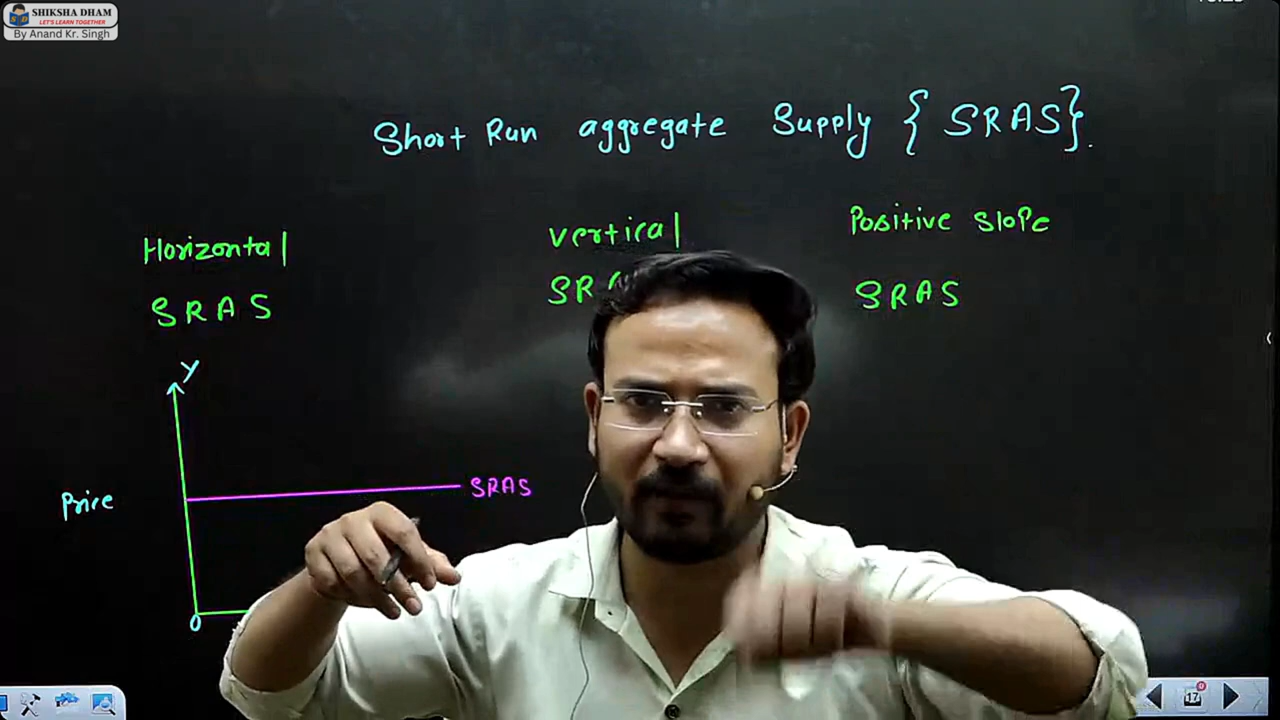 SHIKSHA DHAM
LET'S LEARN TOGETHER
By Anand Kr. Singh
Short Run aggregate Supply { SRAS}.
Horizontal
SRAS
vertical
Positive Slope
SRAS
Y
Price
SRAS
0
17